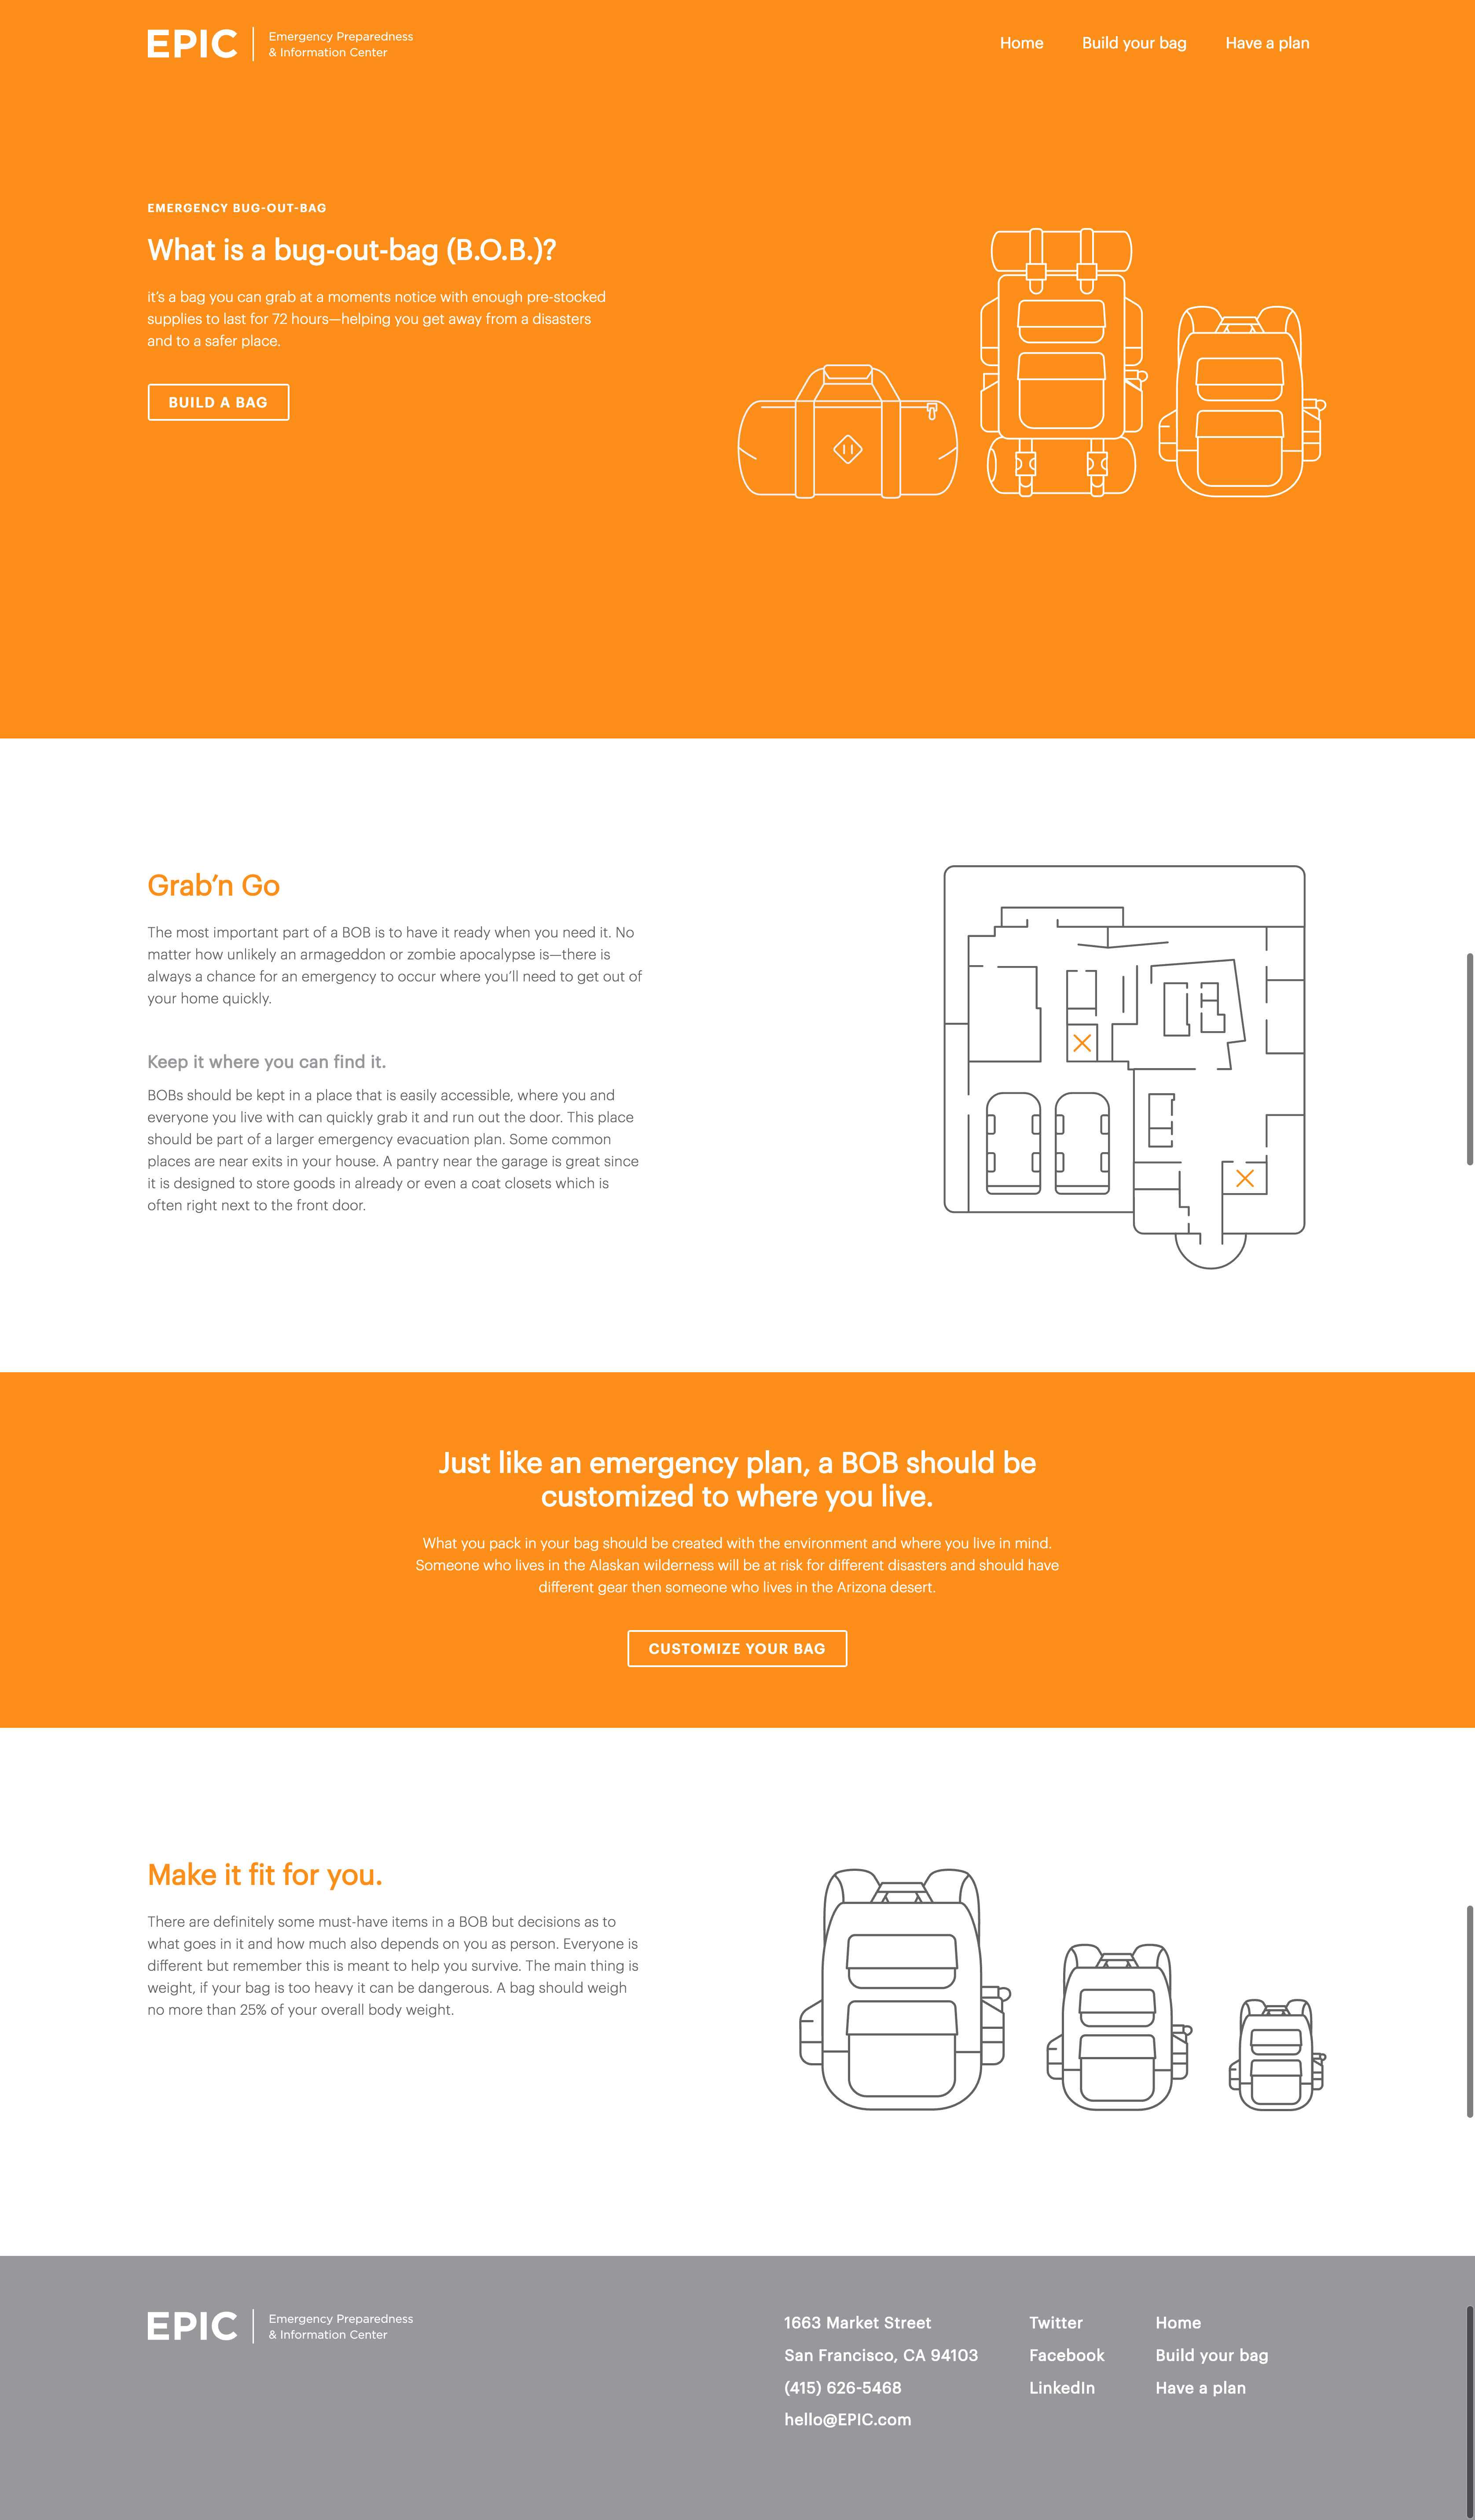 EPIC
Emergency Preparedness
& Information Center
Home
Build your bag
Have a plan
EMERGENCY BUG-OUT-BAG
What is a bug-out-bag (B.O.B.)?
it’s a bag you can grab at a moments notice with enough pre-stocked
supplies to last for 72 hours—helping you get away from a disasters
and to a safer place.
BUILD A BAG
Grab’n Go
The most important part of a BOB is to have it ready when you need it. No
matter how unlikely an armageddon or zombie apocalypse is—there is
always a chance for an emergency to occur where you’ll need to get out of
your home quickly.
Keep it where you can find it.
BOBs should be kept in a place that is easily accessible, where you and
everyone you live with can quickly grab it and run out the door. This place
should be part of a larger emergency evacuation plan. Some common
places are near exits in your house. A pantry near the garage is great since
it is designed to store goods in already or even a coat closets which is
often right next to the front door.
Just like an emergency plan, a BOB should be
customized to where you live.
What you pack in your bag should be created with the environment and where you live in mind.
Someone who lives in the Alaskan wilderness will be at risk for different disasters and should have
different gear then someone who lives in the Arizona desert.
CUSTOMIZE YOUR BAG
Make it fit for you.
There are definitely some must-have items in a BOB but decisions as to
what goes in it and how much also depends on you as person. Everyone is
different but remember this is meant to help you survive. The main thing is
weight, if your bag is too heavy it can be dangerous. A bag should weigh
no more than 25% of your overall body weight.
EPIC
Emergency Preparedness
& Information Center
1663 Market Street
San Francisco, CA 94103
(415) 626-5468
hello@EPIC.com
Twitter
Facebook
LinkedIn
Home
Build your bag
Have a plan